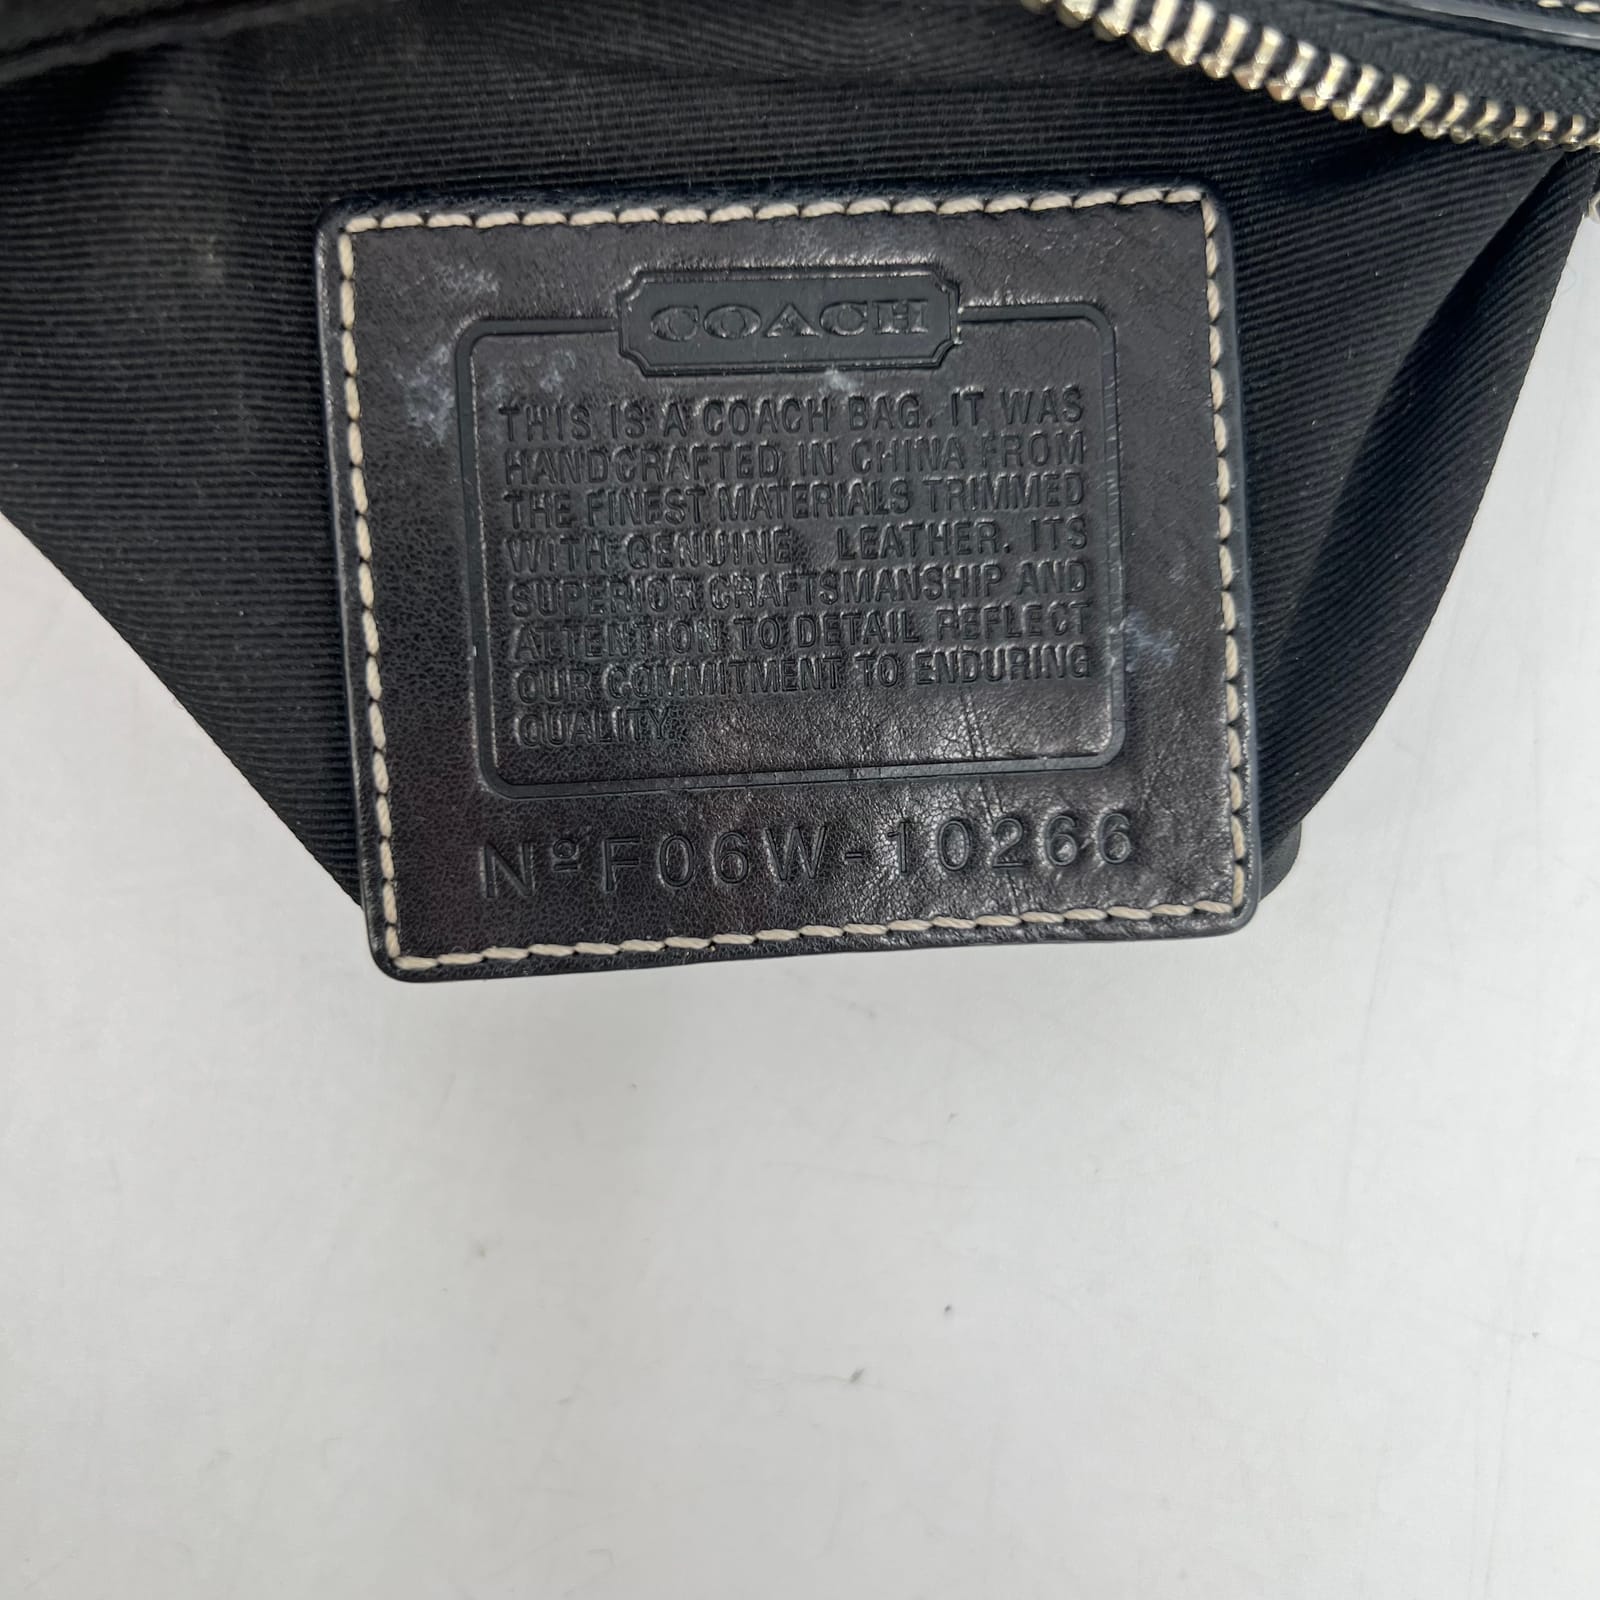 COACH
THIS IS A COACH BAG. IT WAS
HANDCRAFTED IN CHINA FROM
THE FINEST MATERIALS TRIMMED
WITH GENUINE LEATHER. ITS
SUPERIOR CRAFTSMANSHIP AND
ATTENTION TO DETAIL REFLECT
OUR COMMITMENT TO ENDURING
QUALITY.
Nº F06W-10266